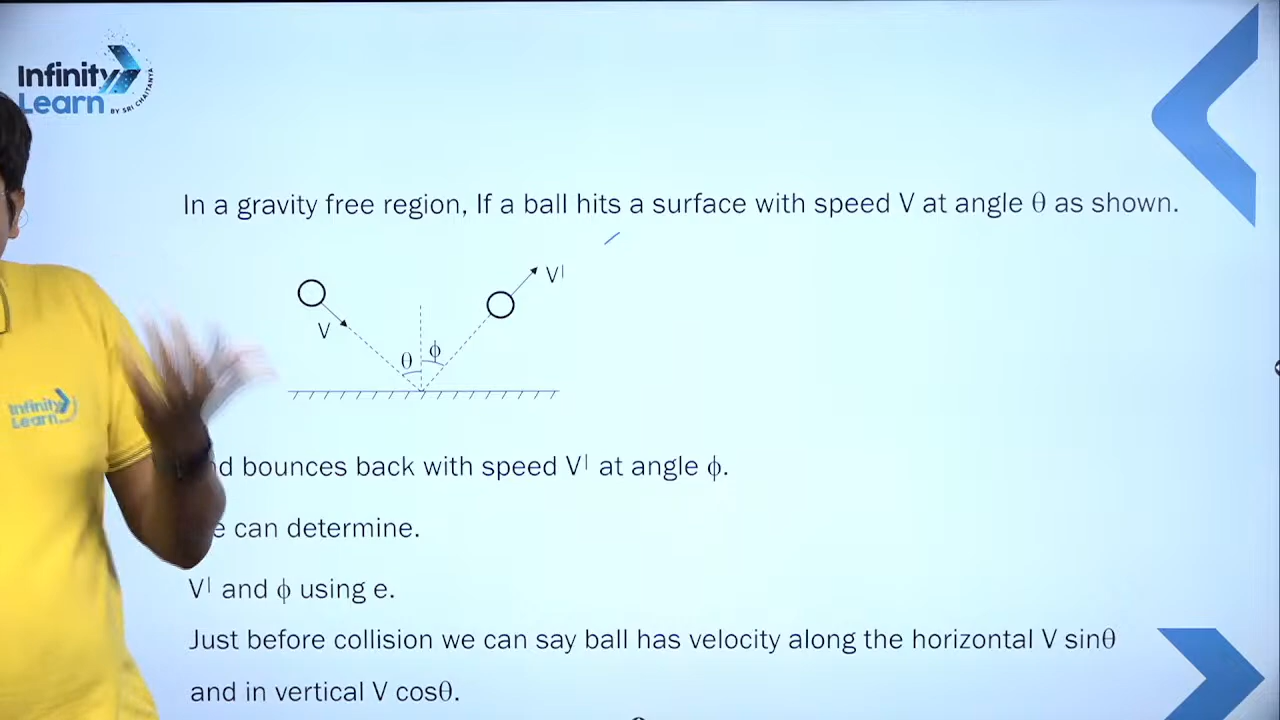 Infinity
Learn
BY SRI CHAITANYA
In a gravity free region, If a ball hits a surface with speed V at angle θ as shown.
V
θ
ϕ
V|
Infinity
Learn
bounces back with speed V| at angle ϕ.
can determine.
V| and ϕ using e.
Just before collision we can say ball has velocity along the horizontal V sinθ
and in vertical V cosθ.